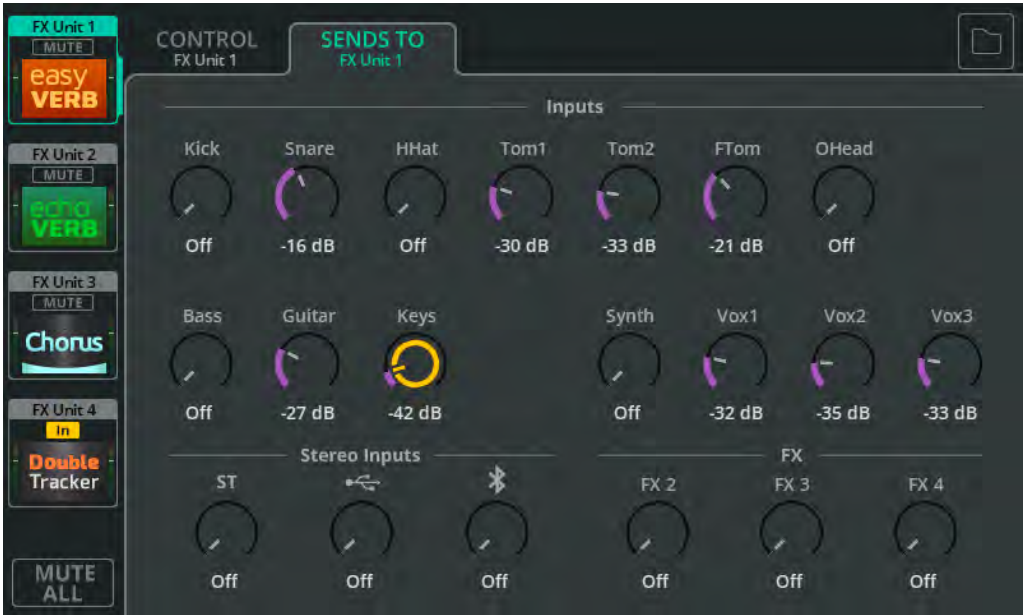 FX Unit 1
MUTE
easy
VERB
FX Unit 2
MUTE
echo
VERB
FX Unit 3
MUTE
Chorus
FX Unit 4
In
Double
Tracker
MUTE
ALL
CONTROL
FX Unit 1
SENDS TO
FX Unit 1
Inputs
Kick Snare HHat Tom1 Tom2 FTom OHead
Off -16 dB Off -30 dB -33 dB -21 dB Off
Bass Guitar Keys Synth Vox1 Vox2 Vox3
Off -27 dB -42 dB Off -32 dB -35 dB -33 dB
Stereo Inputs FX
ST FX 2 FX 3 FX 4
Off Off Off Off Off Off